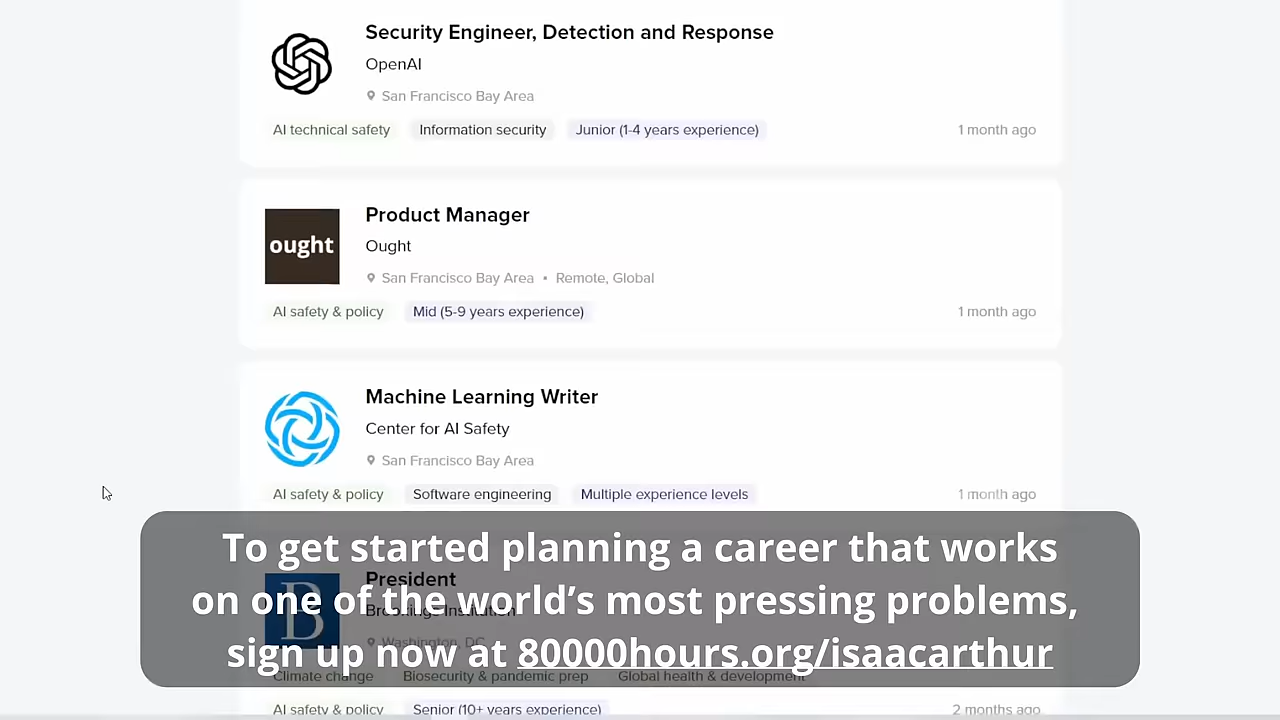 Security Engineer, Detection and Response
OpenAI
San Francisco Bay Area
AI technical safety Information security Junior (1-4 years experience) 1 month ago
ought
Product Manager
Ought
San Francisco Bay Area • Remote, Global
AI safety & policy Mid (5-9 years experience) 1 month ago
Machine Learning Writer
Center for AI Safety
San Francisco Bay Area
AI safety & policy Software engineering Multiple experience levels 1 month ago
To get started planning a career that works
on one of the world’s most pressing problems,
sign up now at 80000hours.org/isaacarthur
B
President
Brookings Institution
Washington, DC
Climate change Biosecurity & pandemic prep Global health & development
AI safety & policy Senior (10+ years experience) 2 months ago